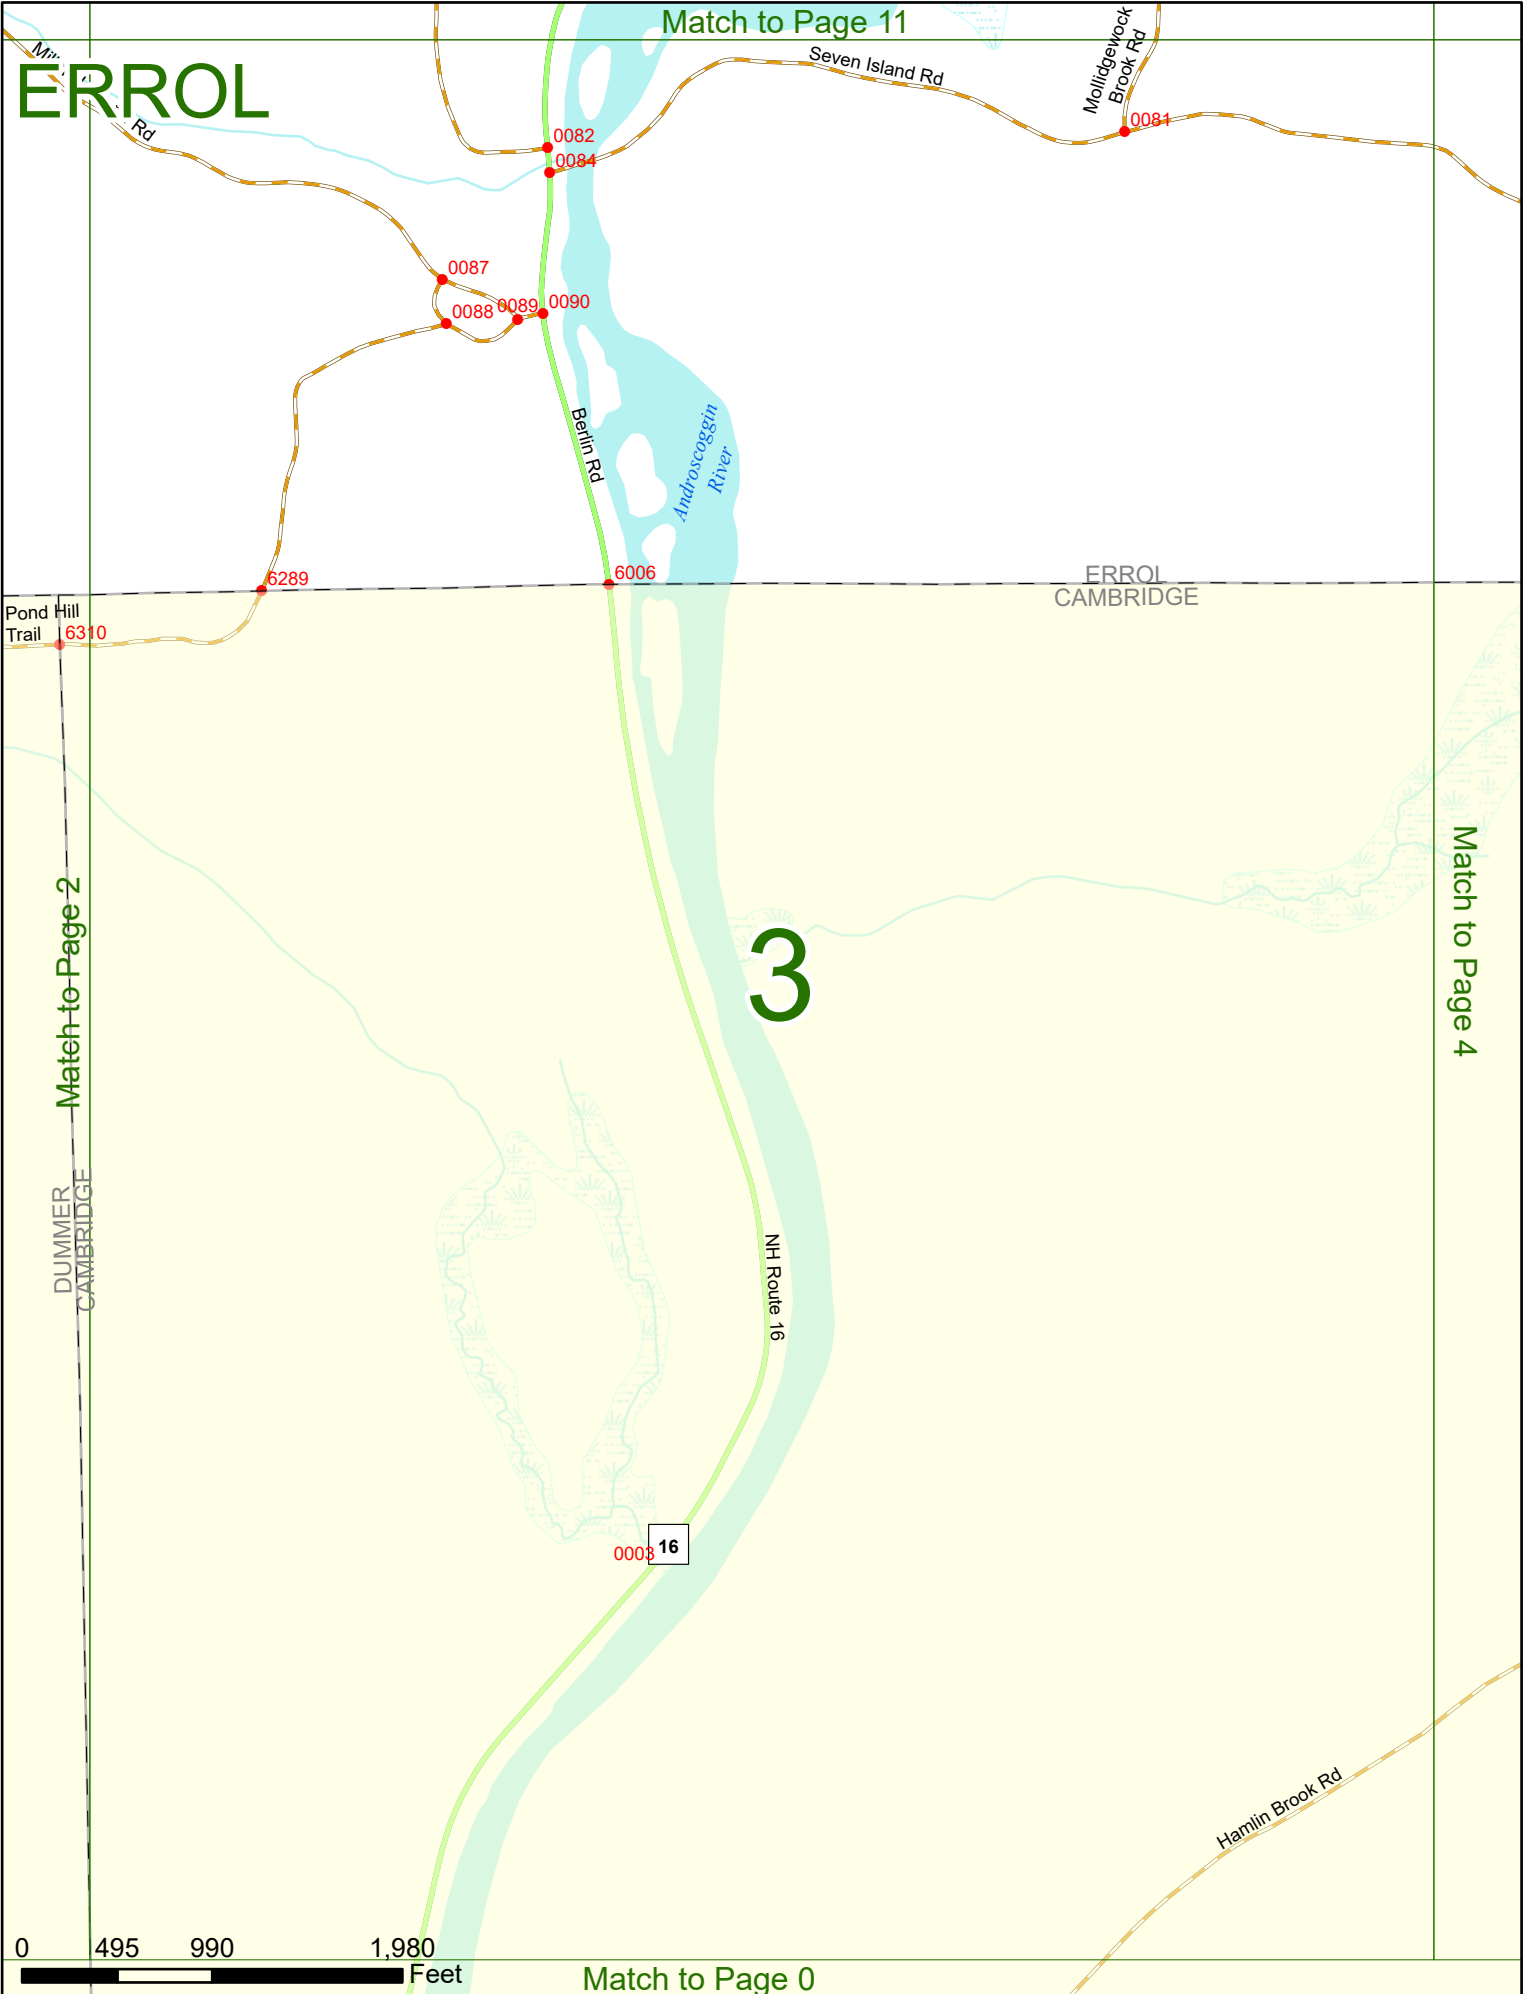 Match to Page 11
ERROL
Rd
Seven Island Rd
Mollidgewock
Brook Rd
0081
0082
0084
0087
0088
0089
0090
Berlin Rd
Androscoggin
River
6289
6006
ERROL
CAMBRIDGE
Pond Hill
Trail
6310
Match to Page 2
3
Match to Page 4
DUMMER
CAMBRIDGE
NH Route 16
0003
16
Hamlin Brook Rd
0 495 990 1,980
Feet
Match to Page 0